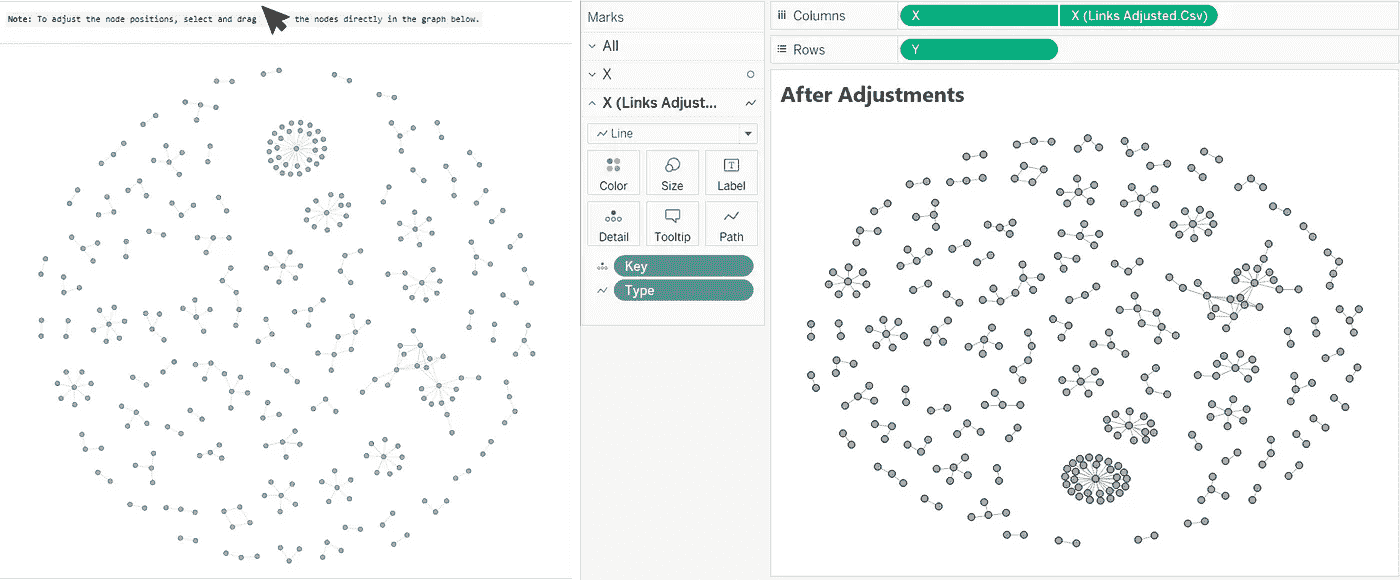 Note: To adjust the node positions, select and drag the nodes directly in the graph below.
Marks
All
X
X (Links Adjust...
Line
Color Size Label
Detail Tooltip Path
Key
Type
Columns X X (Links Adjusted.Csv)
Rows Y
After Adjustments